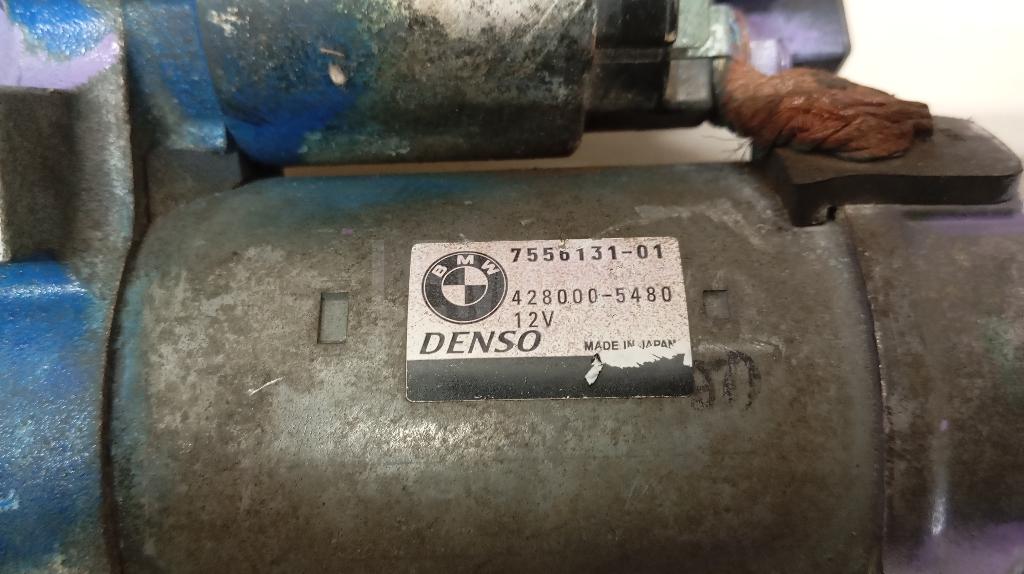 BMW
7556131-01
428000-5480
12V
DENSO
MADE IN JAPAN